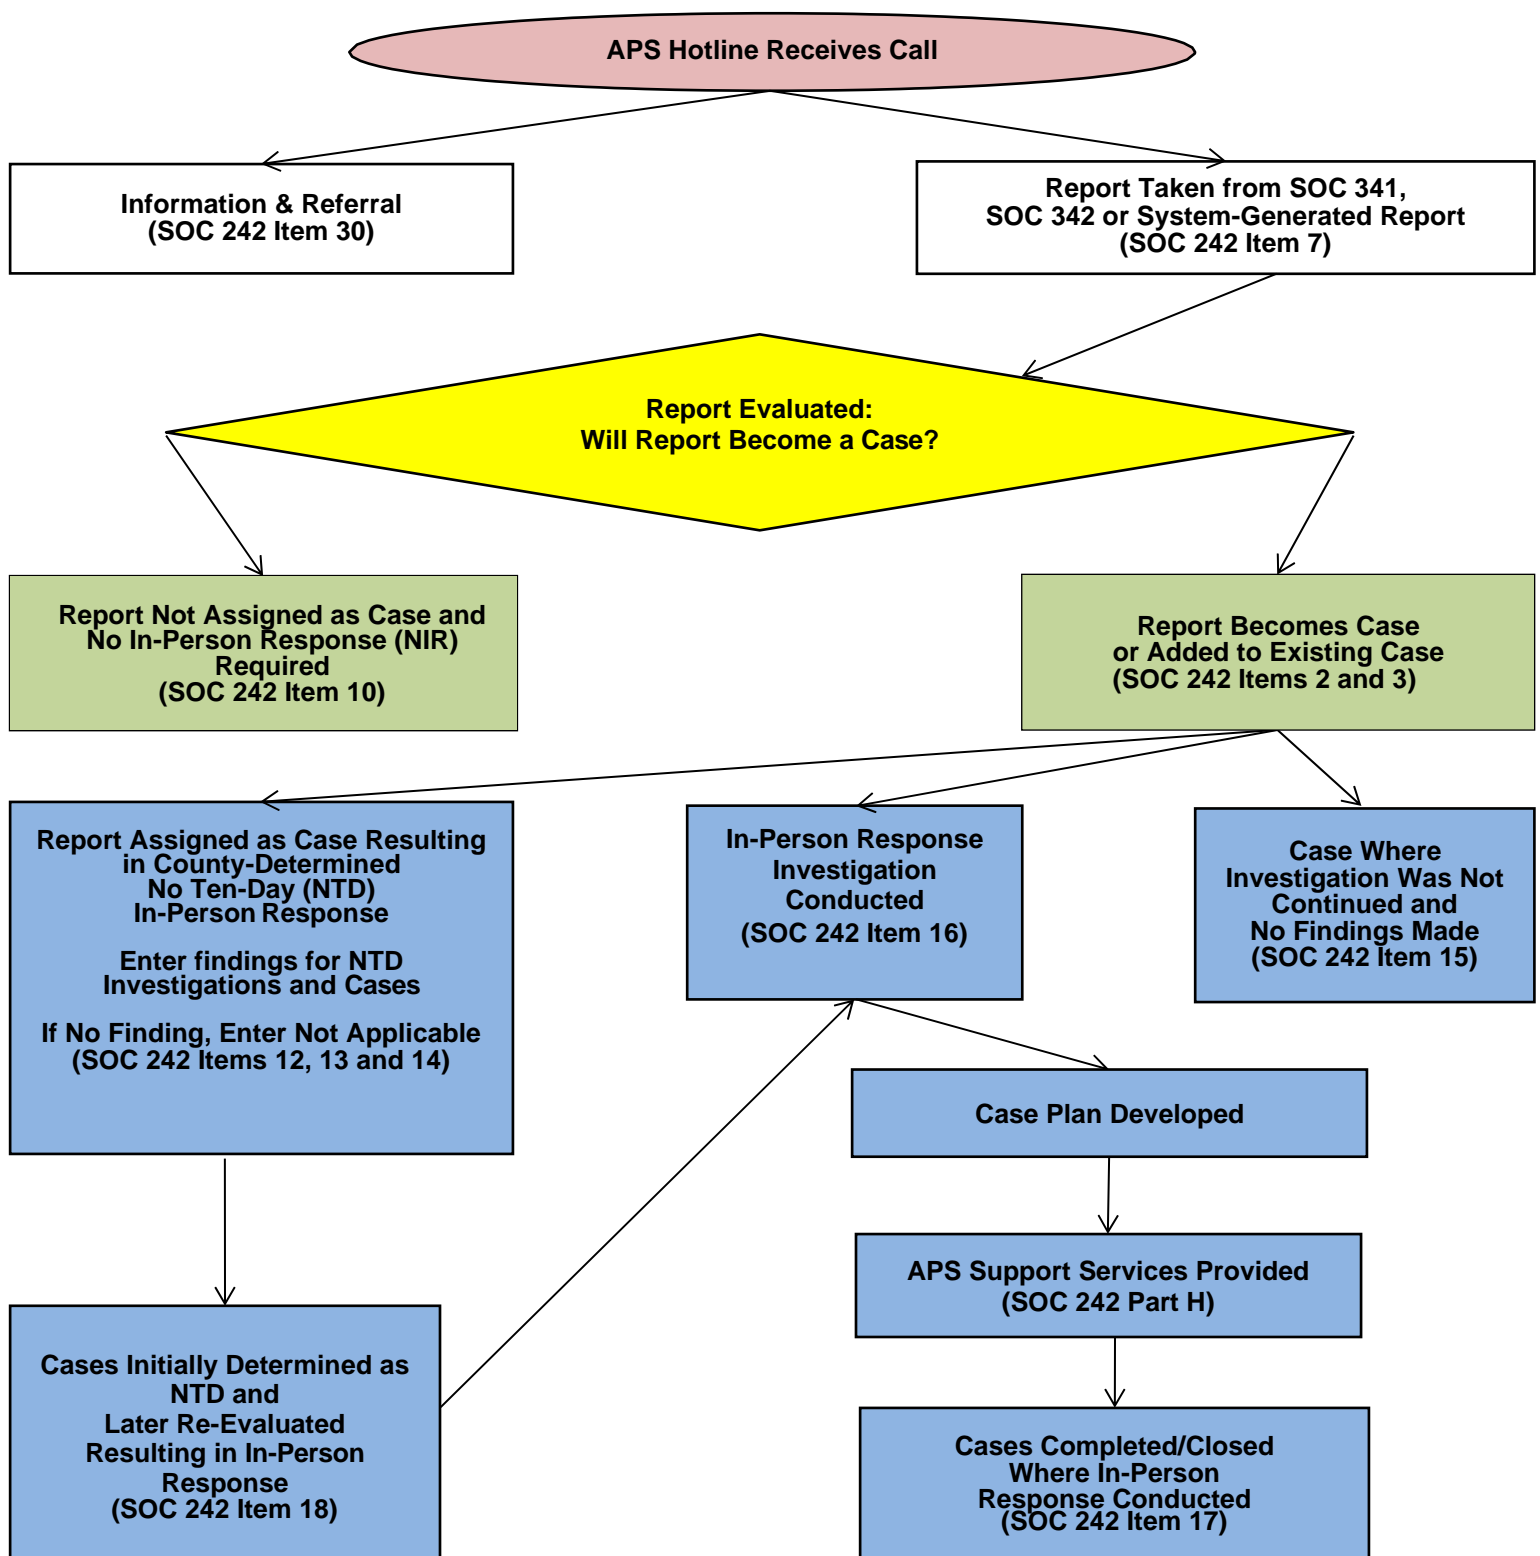 APS Hotline Receives Call
Information & Referral
(SOC 242 Item 30)
Report Taken from SOC 341,
SOC 342 or System-Generated Report
(SOC 242 Item 7)
Report Evaluated:
Will Report Become a Case?
Report Not Assigned as Case and
No In-Person Response (NIR)
Required
(SOC 242 Item 10)
Report Becomes Case
or Added to Existing Case
(SOC 242 Items 2 and 3)
Report Assigned as Case Resulting
in County-Determined
No Ten-Day (NTD)
In-Person Response
Enter findings for NTD
Investigations and Cases
If No Finding, Enter Not Applicable
(SOC 242 Items 12, 13 and 14)
In-Person Response
Investigation
Conducted
(SOC 242 Item 16)
Case Where
Investigation Was Not
Continued and
No Findings Made
(SOC 242 Item 15)
Case Plan Developed
APS Support Services Provided
(SOC 242 Part H)
Cases Initially Determined as
NTD and
Later Re-Evaluated
Resulting in In-Person
Response
(SOC 242 Item 18)
Cases Completed/Closed
Where In-Person
Response Conducted
(SOC 242 Item 17)